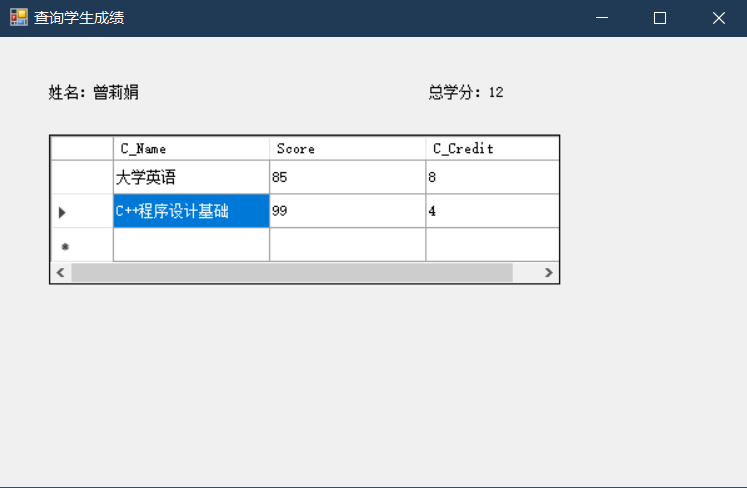 查询学生成绩
姓名：曾莉娟 总学分：12
C_Name Score C_Credit
大学英语 85 8
C++程序设计基础 99 4